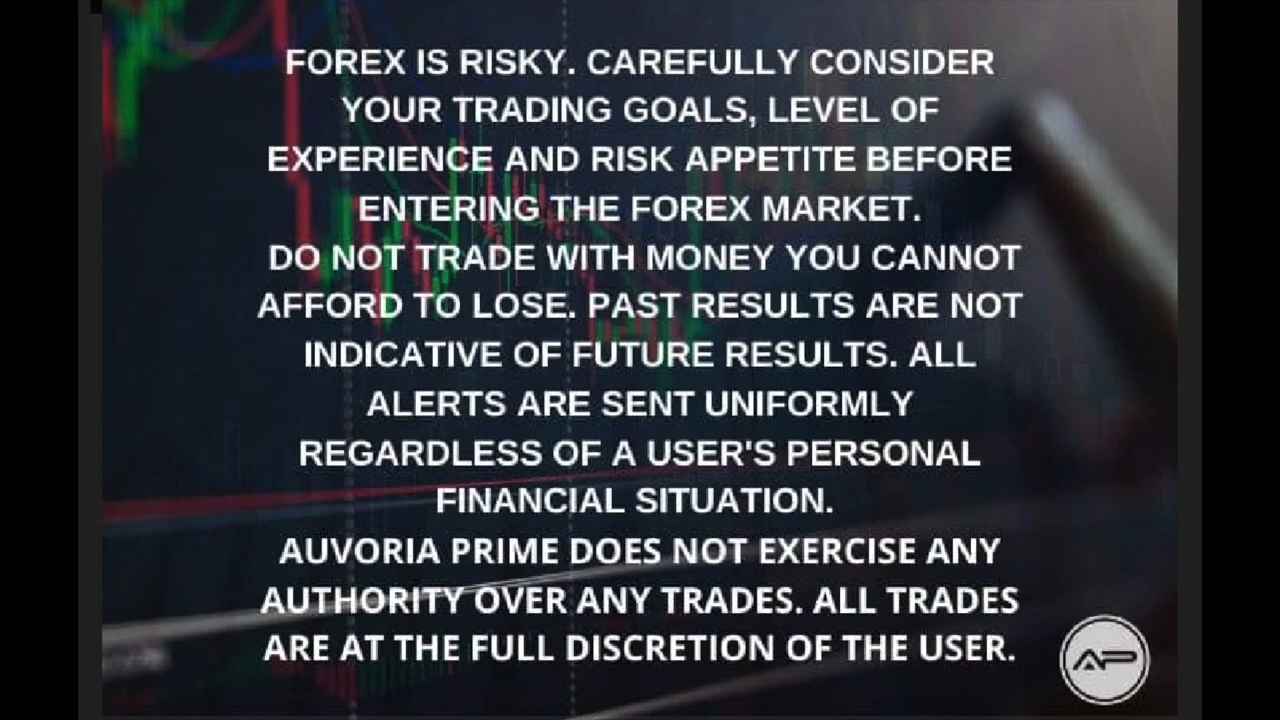 FOREX IS RISKY. CAREFULLY CONSIDER
YOUR TRADING GOALS, LEVEL OF
EXPERIENCE AND RISK APPETITE BEFORE
ENTERING THE FOREX MARKET.
DO NOT TRADE WITH MONEY YOU CANNOT
AFFORD TO LOSE. PAST RESULTS ARE NOT
INDICATIVE OF FUTURE RESULTS. ALL
ALERTS ARE SENT UNIFORMLY
REGARDLESS OF A USER'S PERSONAL
FINANCIAL SITUATION.
AUVORIA PRIME DOES NOT EXERCISE ANY
AUTHORITY OVER ANY TRADES. ALL TRADES
ARE AT THE FULL DISCRETION OF THE USER.
AP